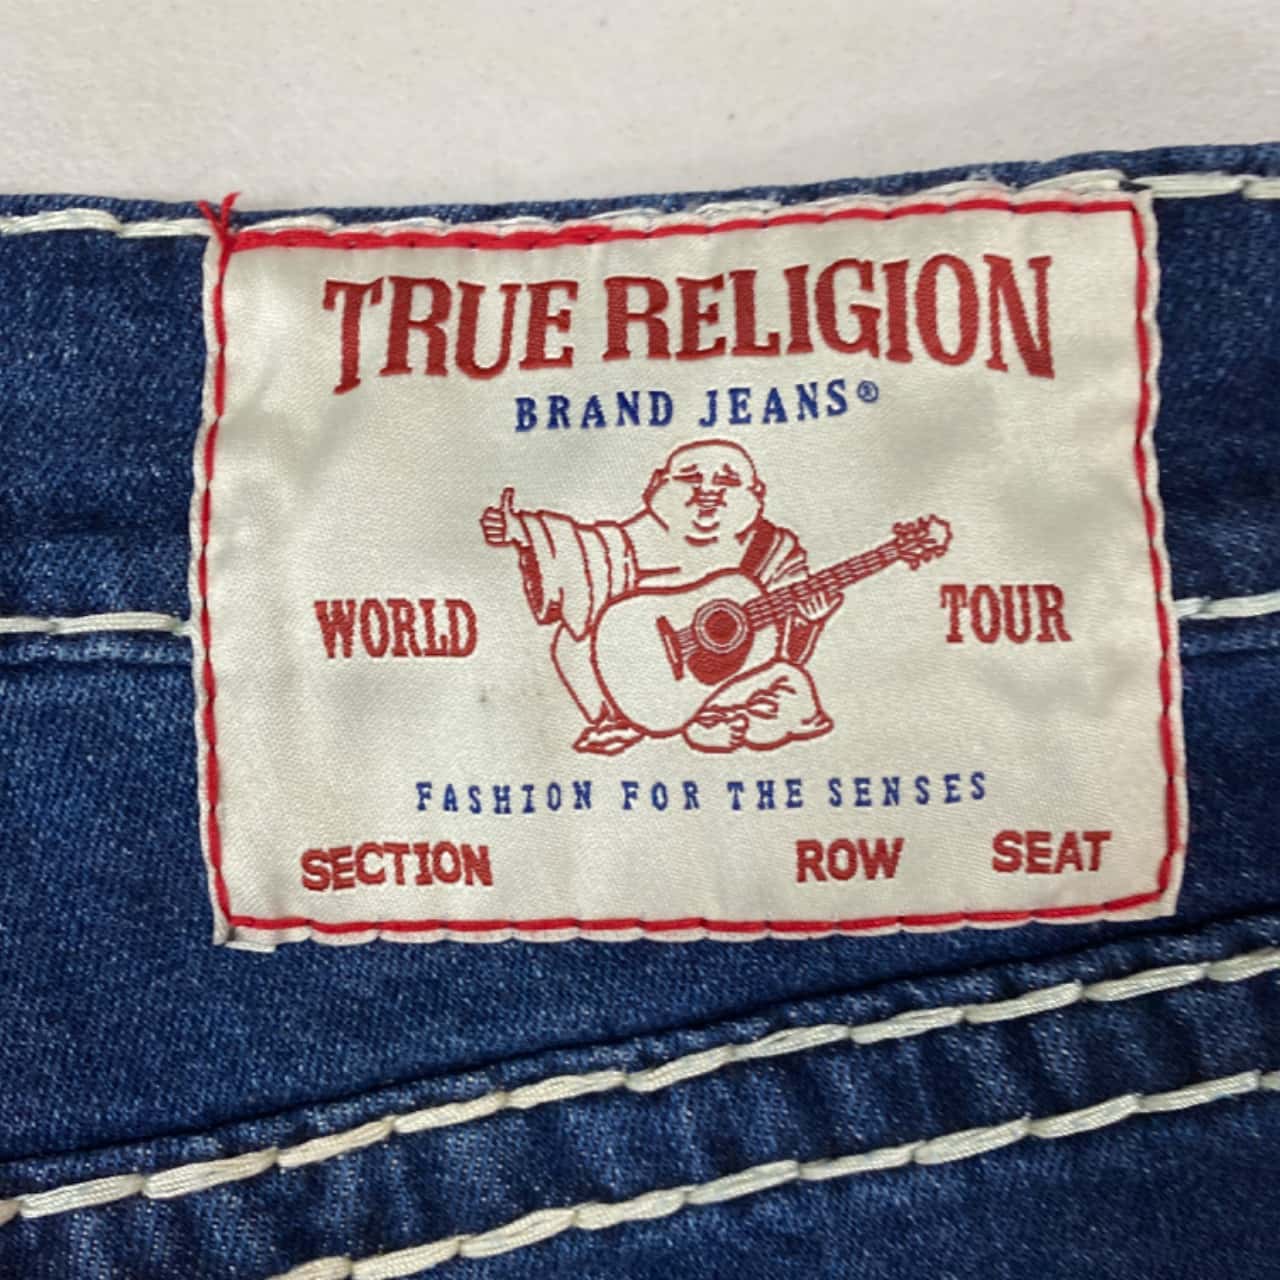 TRUE RELIGION
BRAND JEANS®
WORLD TOUR
FASHION FOR THE SENSES
SECTION ROW SEAT